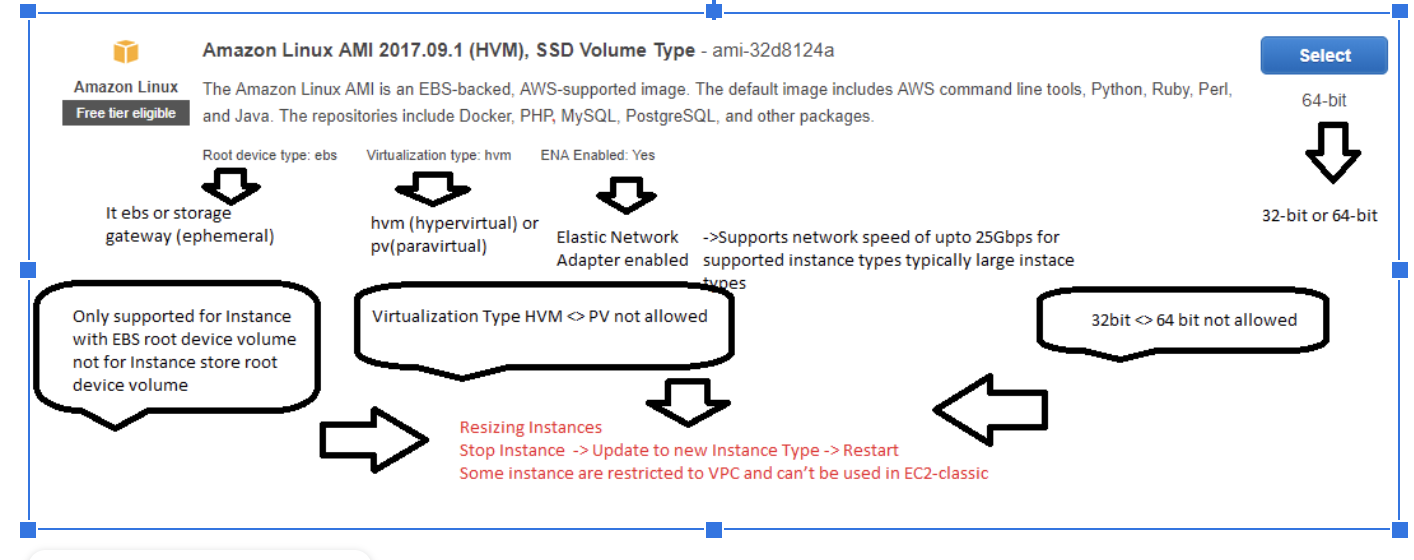 Amazon Linux AMI 2017.09.1 (HVM), SSD Volume Type - ami-32d8124a
Select
Amazon Linux
Free tier eligible
The Amazon Linux AMI is an EBS-backed, AWS-supported image. The default image includes AWS command line tools, Python, Ruby, Perl,
and Java. The repositories include Docker, PHP, MySQL, PostgreSQL, and other packages.
64-bit
Root device type: ebs
Virtualization type: hvm
ENA Enabled: Yes
It ebs or storage
gateway (ephemeral)
hvm (hypervirtual) or
pv(paravirtual)
Elastic Network
Adapter enabled
->Supports network speed of upto 25Gbps for
supported instance types typically large instace
types
32-bit or 64-bit
Only supported for Instance
with EBS root device volume
not for Instance store root
device volume
Virtualization Type HVM <> PV not allowed
32bit <> 64 bit not allowed
Resizing Instances
Stop Instance -> Update to new Instance Type -> Restart
Some instance are restricted to VPC and can't be used in EC2-classic